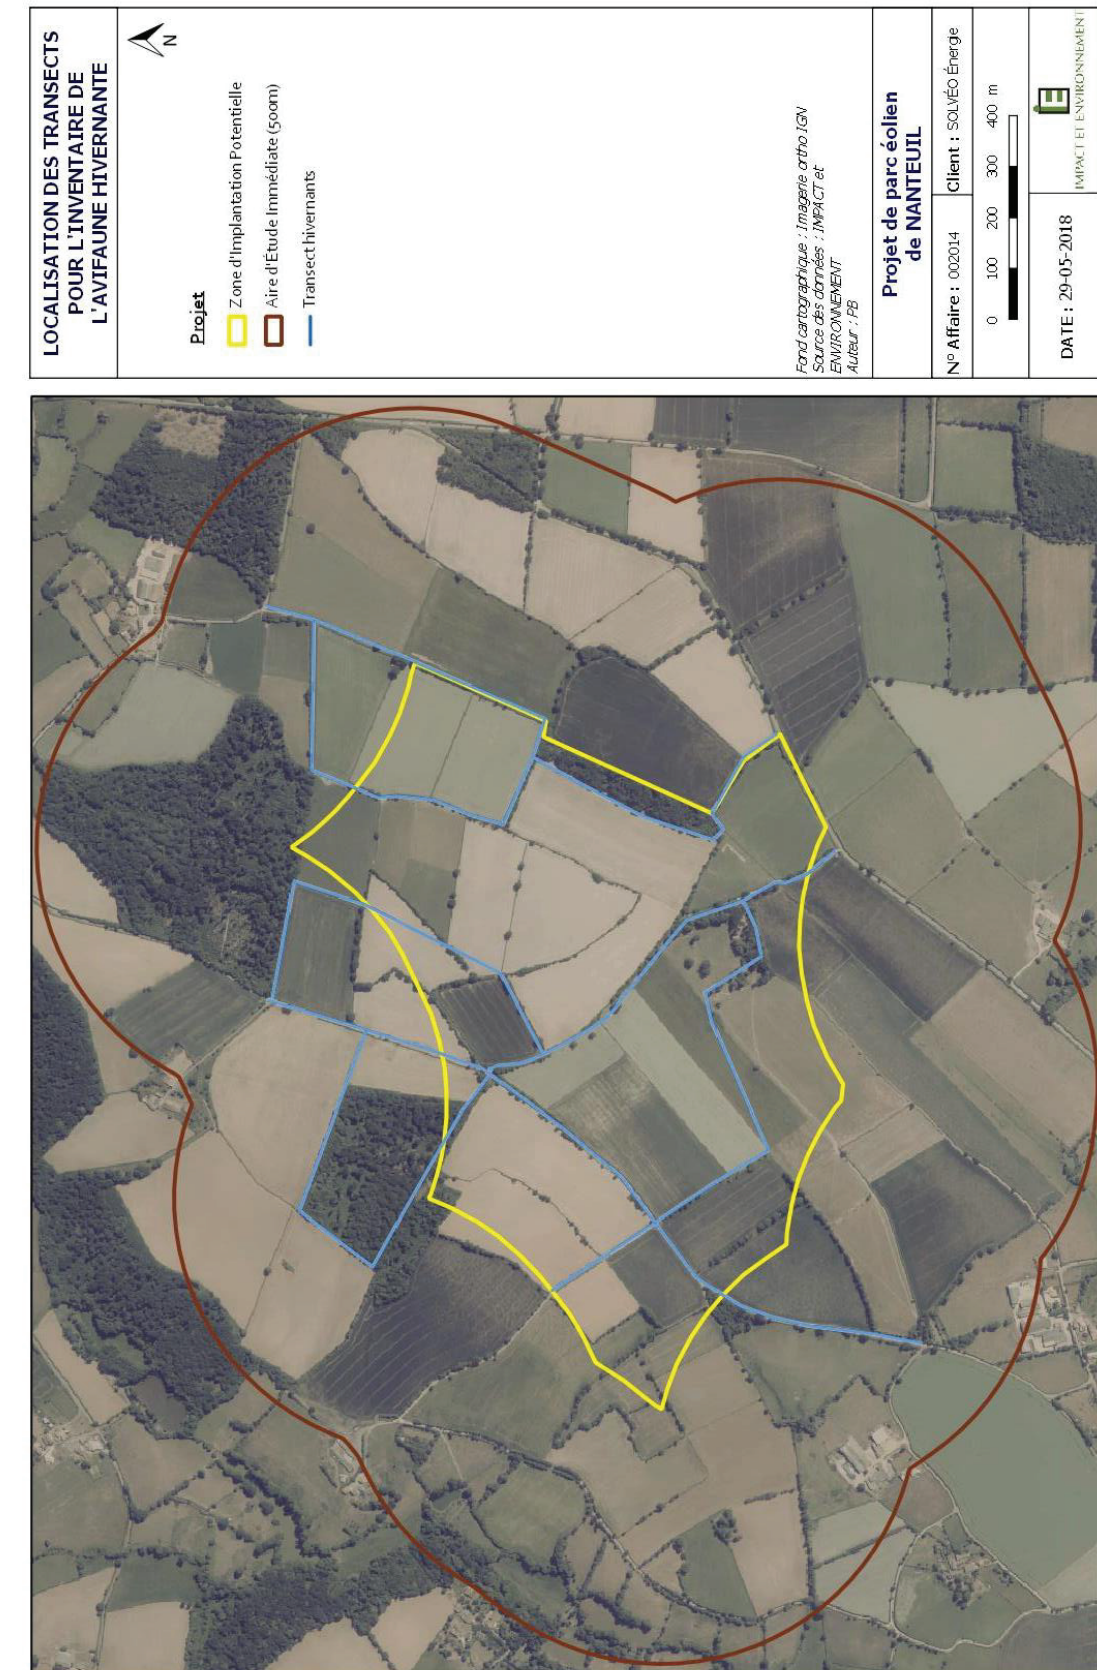 LOCALISATION DES TRANSECTS
POUR L'INVENTAIRE DE
L'AVIFAUNE HIVERNANTE
N
Projet
Zone d'Implantation Potentielle
Aire d'Étude Immédiate (500m)
Transect hivernants
Fond cartographique : Imagerie ortho IGN
Source des données : IMPACT et
ENVIRONNEMENT
Auteur : PB
Projet de parc éolien
de NANTEUIL
N° Affaire : 002014
Client : SOLVÉO Énergie
0 100 200 300 400 m
DATE : 29-05-2018
IE
IMPACT ET ENVIRONNEMENT